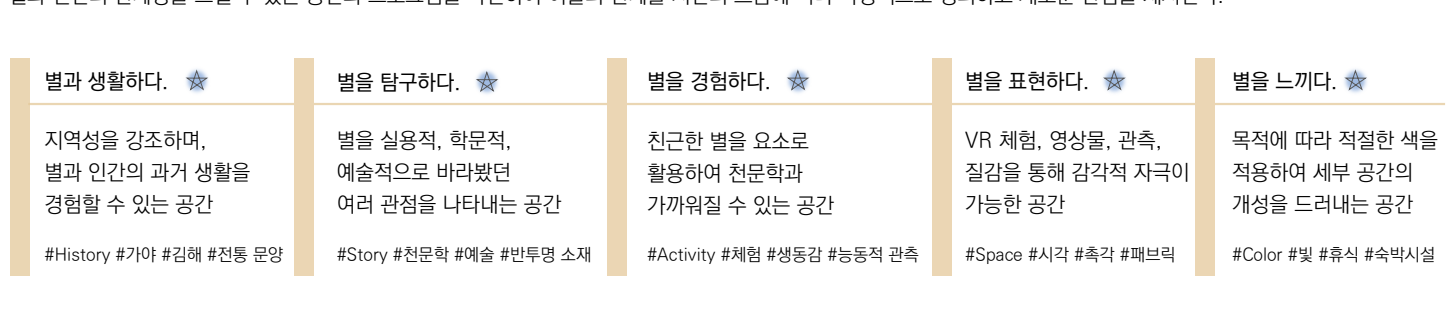 별과 생활하다.
지역성을 강조하며,
별과 인간의 과거 생활을
경험할 수 있는 공간
#History #가야 #김해 #전통 문양
별을 탐구하다.
별을 실용적, 학문적,
예술적으로 바라봤던
여러 관점을 나타내는 공간
#Story #천문학 #예술 #반투명 소재
별을 경험하다.
친근한 별을 요소로
활용하여 천문학과
가까워질 수 있는 공간
#Activity #체험 #생동감 #능동적 관측
별을 표현하다.
VR 체험, 영상물, 관측,
질감을 통해 감각적 자극이
가능한 공간
#Space #시각 #촉각 #패브릭
별을 느끼다.
목적에 따라 적절한 색을
적용하여 세부 공간의
개성을 드러내는 공간
#Color #빛 #휴식 #숙박시설